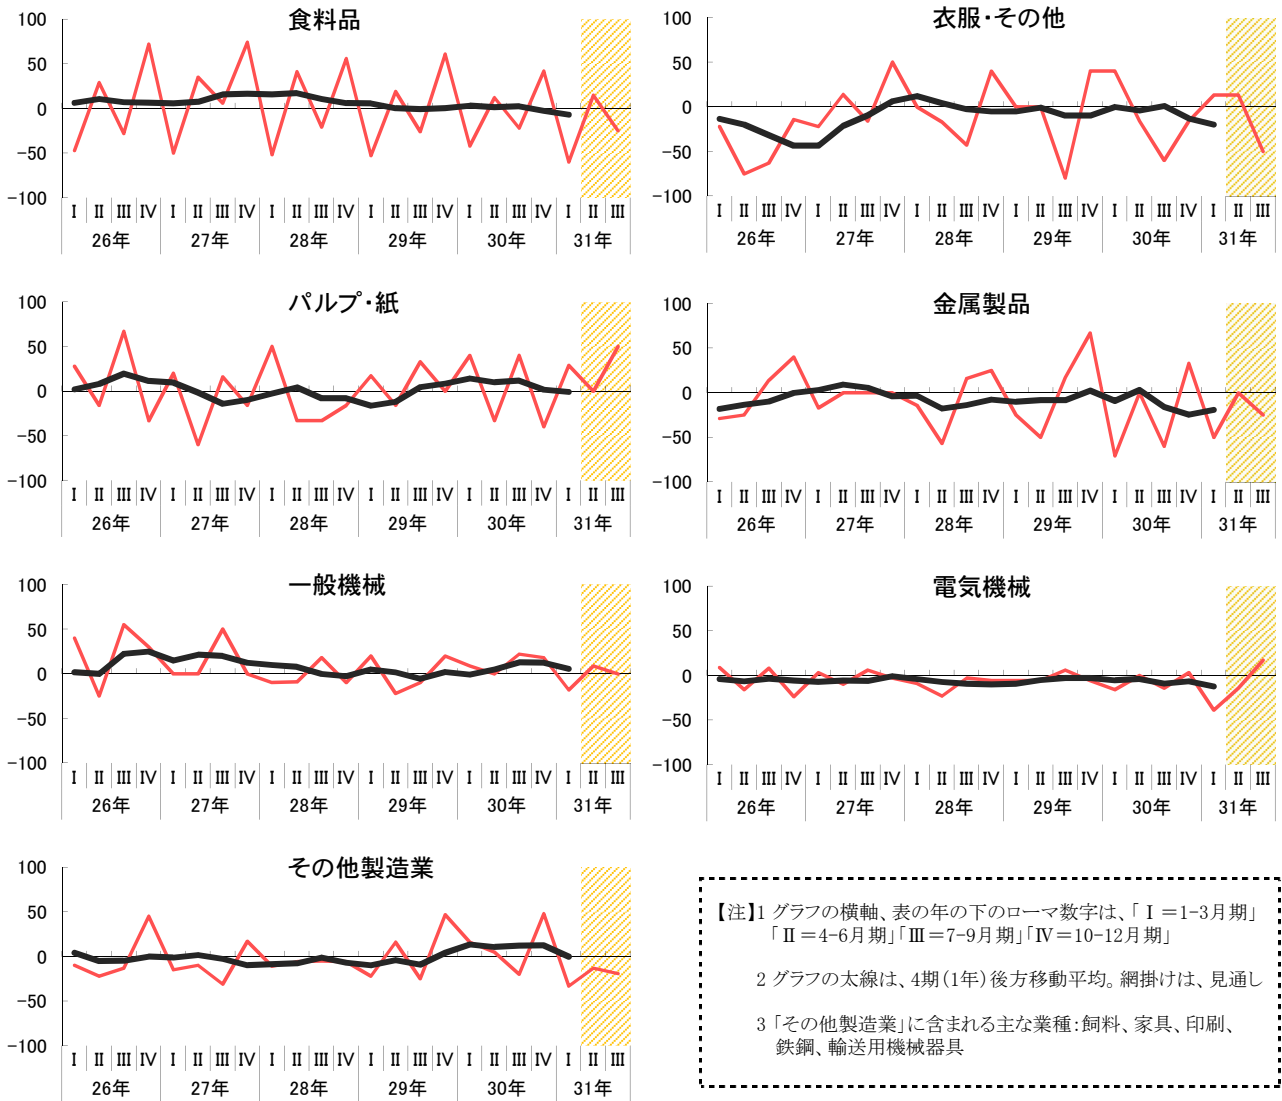 食料品
100
50
0
-50
-100
Ⅰ Ⅱ Ⅲ Ⅳ Ⅰ Ⅱ Ⅲ Ⅳ Ⅰ Ⅱ Ⅲ Ⅳ Ⅰ Ⅱ Ⅲ Ⅳ Ⅰ Ⅱ Ⅲ Ⅳ Ⅰ Ⅱ Ⅲ
26年 27年 28年 29年 30年 31年
衣服・その他
100
50
0
-50
-100
Ⅰ Ⅱ Ⅲ Ⅳ Ⅰ Ⅱ Ⅲ Ⅳ Ⅰ Ⅱ Ⅲ Ⅳ Ⅰ Ⅱ Ⅲ Ⅳ Ⅰ Ⅱ Ⅲ Ⅳ Ⅰ Ⅱ Ⅲ
26年 27年 28年 29年 30年 31年
パルプ・紙
100
50
0
-50
-100
Ⅰ Ⅱ Ⅲ Ⅳ Ⅰ Ⅱ Ⅲ Ⅳ Ⅰ Ⅱ Ⅲ Ⅳ Ⅰ Ⅱ Ⅲ Ⅳ Ⅰ Ⅱ Ⅲ Ⅳ Ⅰ Ⅱ Ⅲ
26年 27年 28年 29年 30年 31年
金属製品
100
50
0
-50
-100
Ⅰ Ⅱ Ⅲ Ⅳ Ⅰ Ⅱ Ⅲ Ⅳ Ⅰ Ⅱ Ⅲ Ⅳ Ⅰ Ⅱ Ⅲ Ⅳ Ⅰ Ⅱ Ⅲ Ⅳ Ⅰ Ⅱ Ⅲ
26年 27年 28年 29年 30年 31年
一般機械
100
50
0
-50
-100
Ⅰ Ⅱ Ⅲ Ⅳ Ⅰ Ⅱ Ⅲ Ⅳ Ⅰ Ⅱ Ⅲ Ⅳ Ⅰ Ⅱ Ⅲ Ⅳ Ⅰ Ⅱ Ⅲ Ⅳ Ⅰ Ⅱ Ⅲ
26年 27年 28年 29年 30年 31年
電気機械
100
50
0
-50
-100
Ⅰ Ⅱ Ⅲ Ⅳ Ⅰ Ⅱ Ⅲ Ⅳ Ⅰ Ⅱ Ⅲ Ⅳ Ⅰ Ⅱ Ⅲ Ⅳ Ⅰ Ⅱ Ⅲ Ⅳ Ⅰ Ⅱ Ⅲ
26年 27年 28年 29年 30年 31年
その他製造業
100
50
0
-50
-100
Ⅰ Ⅱ Ⅲ Ⅳ Ⅰ Ⅱ Ⅲ Ⅳ Ⅰ Ⅱ Ⅲ Ⅳ Ⅰ Ⅱ Ⅲ Ⅳ Ⅰ Ⅱ Ⅲ Ⅳ Ⅰ Ⅱ Ⅲ
26年 27年 28年 29年 30年 31年
【注】1 グラフの横軸、表の年の下のローマ数字は、「Ⅰ=1-3月期」
「Ⅱ=4-6月期」「Ⅲ=7-9月期」「Ⅳ=10-12月期」
2 グラフの太線は、4期(1年)後方移動平均。網掛けは、見通し
3 「その他製造業」に含まれる主な業種:飼料、家具、印刷、
鉄鋼、輸送用機械器具